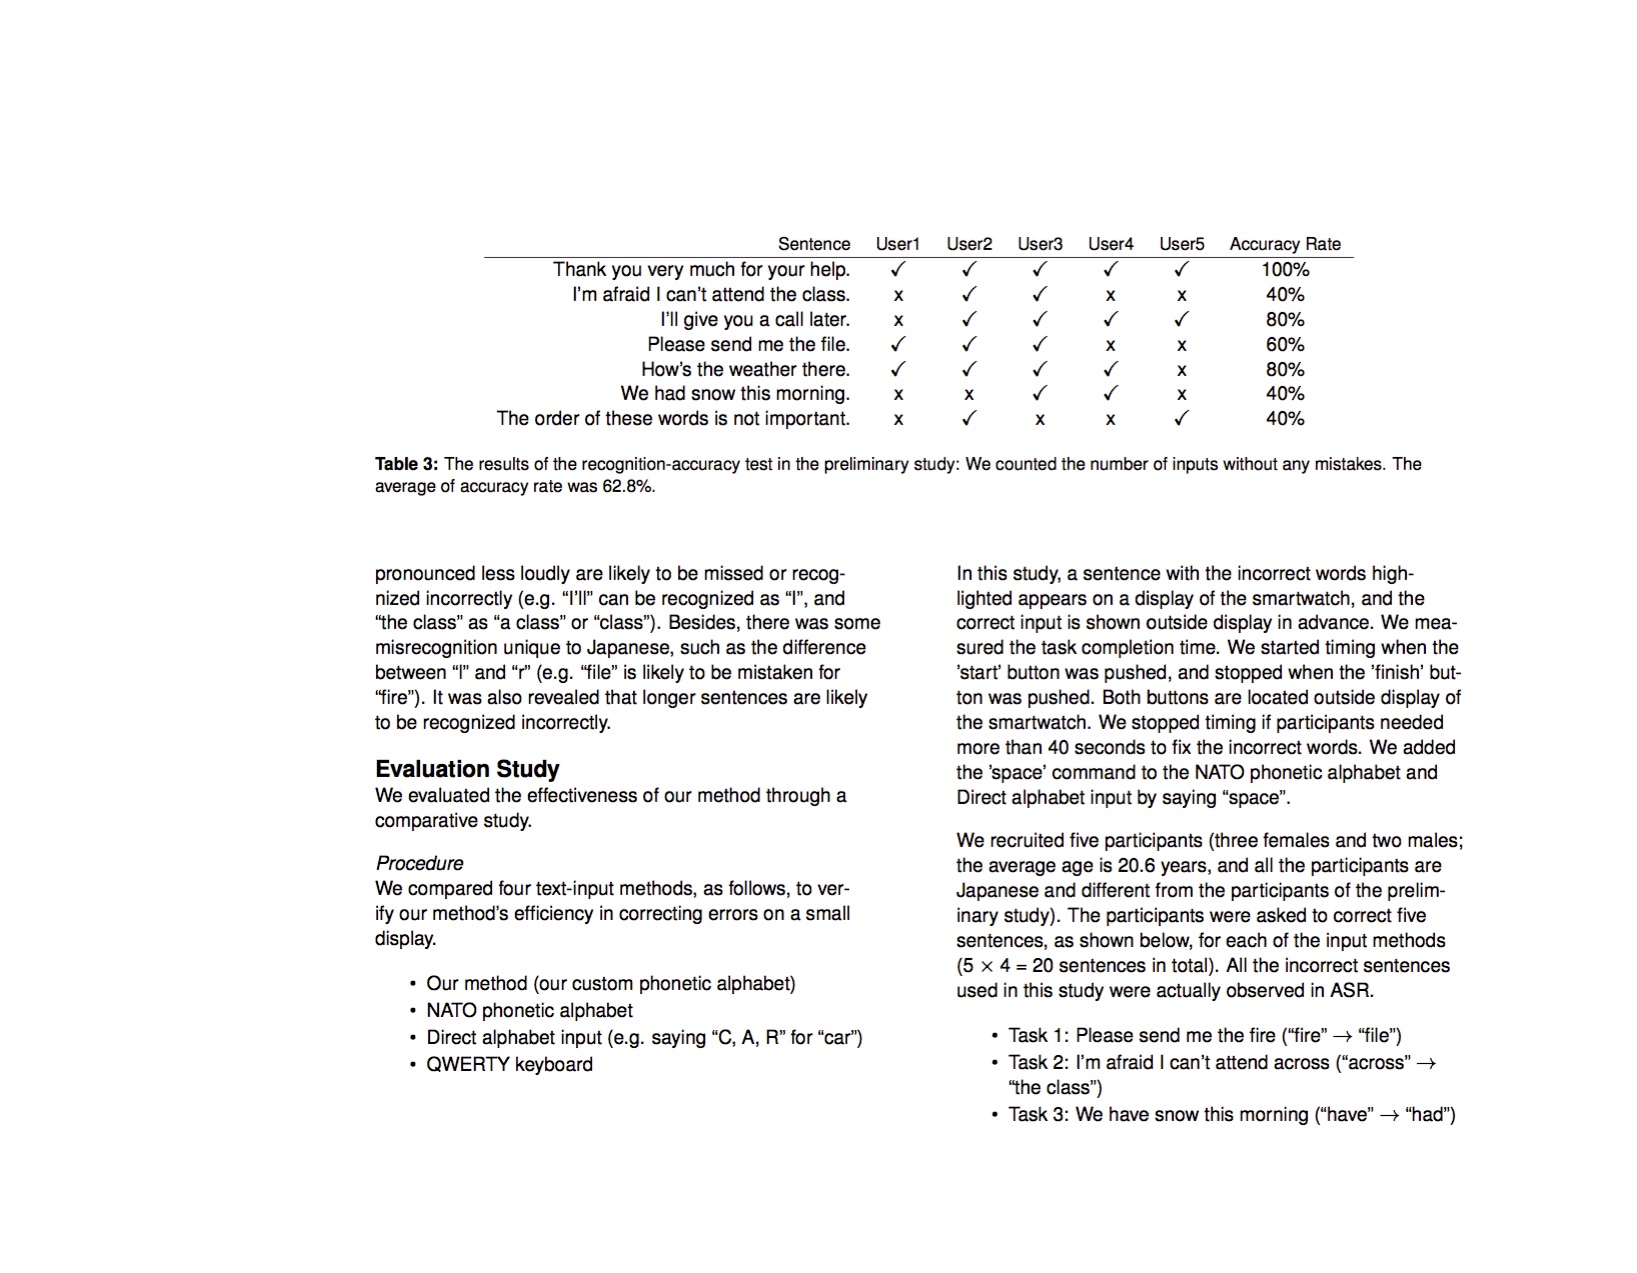 Sentence User1 User2 User3 User4 User5 Accuracy Rate
Thank you very much for your help. ✓ ✓ ✓ ✓ ✓ 100%
I’m afraid I can’t attend the class. x ✓ ✓ x x 40%
I’ll give you a call later. x ✓ ✓ ✓ ✓ 80%
Please send me the file. ✓ ✓ ✓ x x 60%
How’s the weather there. ✓ ✓ ✓ ✓ x 80%
We had snow this morning. x x ✓ ✓ x 40%
The order of these words is not important. x ✓ x x ✓ 40%
Table 3: The results of the recognition-accuracy test in the preliminary study: We counted the number of inputs without any mistakes. The
average of accuracy rate was 62.8%.
pronounced less loudly are likely to be missed or recog-
nized incorrectly (e.g. “I’ll” can be recognized as “I”, and
“the class” as “a class” or “class”). Besides, there was some
misrecognition unique to Japanese, such as the difference
between “l” and “r” (e.g. “file” is likely to be mistaken for
“fire”). It was also revealed that longer sentences are likely
to be recognized incorrectly.
Evaluation Study
We evaluated the effectiveness of our method through a
comparative study.
Procedure
We compared four text-input methods, as follows, to ver-
ify our method’s efficiency in correcting errors on a small
display.
• Our method (our custom phonetic alphabet)
• NATO phonetic alphabet
• Direct alphabet input (e.g. saying “C, A, R” for “car”)
• QWERTY keyboard
In this study, a sentence with the incorrect words high-
lighted appears on a display of the smartwatch, and the
correct input is shown outside display in advance. We mea-
sured the task completion time. We started timing when the
’start’ button was pushed, and stopped when the ’finish’ but-
ton was pushed. Both buttons are located outside display of
the smartwatch. We stopped timing if participants needed
more than 40 seconds to fix the incorrect words. We added
the ’space’ command to the NATO phonetic alphabet and
Direct alphabet input by saying “space”.
We recruited five participants (three females and two males;
the average age is 20.6 years, and all the participants are
Japanese and different from the participants of the prelim-
inary study). The participants were asked to correct five
sentences, as shown below, for each of the input methods
(5 × 4 = 20 sentences in total). All the incorrect sentences
used in this study were actually observed in ASR.
• Task 1: Please send me the fire (“fire” → “file”)
• Task 2: I’m afraid I can’t attend across (“across” →
“the class”)
• Task 3: We have snow this morning (“have” → “had”)